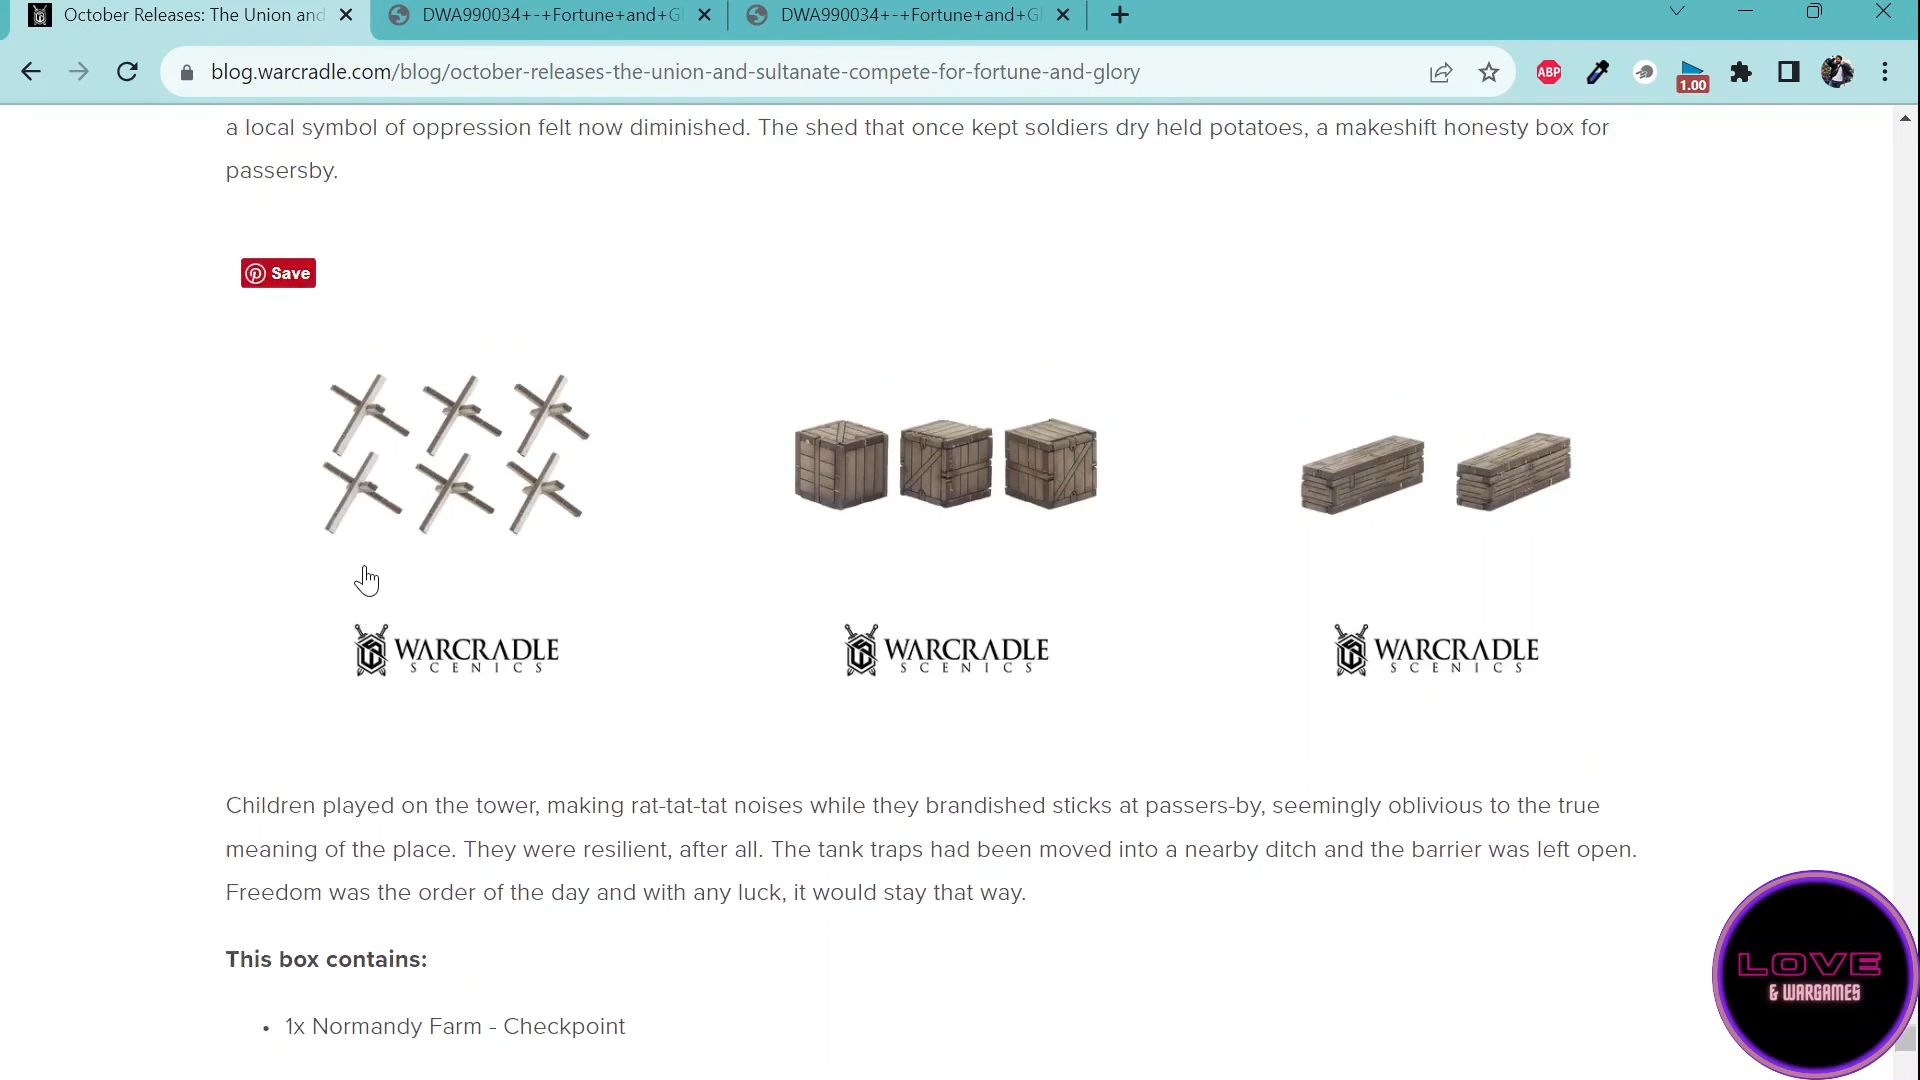 October Releases: The Union and
DWA990034+-+Fortune+and+G
DWA990034+-+Fortune+and+G
blog.warcradle.com/blog/october-releases-the-union-and-sultanate-compete-for-fortune-and-glory
ABP
1.00
a local symbol of oppression felt now diminished. The shed that once kept soldiers dry held potatoes, a makeshift honesty box for
passersby.
Save
WARCRADLE
SCENICS
WARCRADLE
SCENICS
WARCRADLE
SCENICS
Children played on the tower, making rat-tat-tat noises while they brandished sticks at passers-by, seemingly oblivious to the true
meaning of the place. They were resilient, after all. The tank traps had been moved into a nearby ditch and the barrier was left open.
Freedom was the order of the day and with any luck, it would stay that way.
This box contains:
• 1x Normandy Farm - Checkpoint
LOVE
& WARGAMES